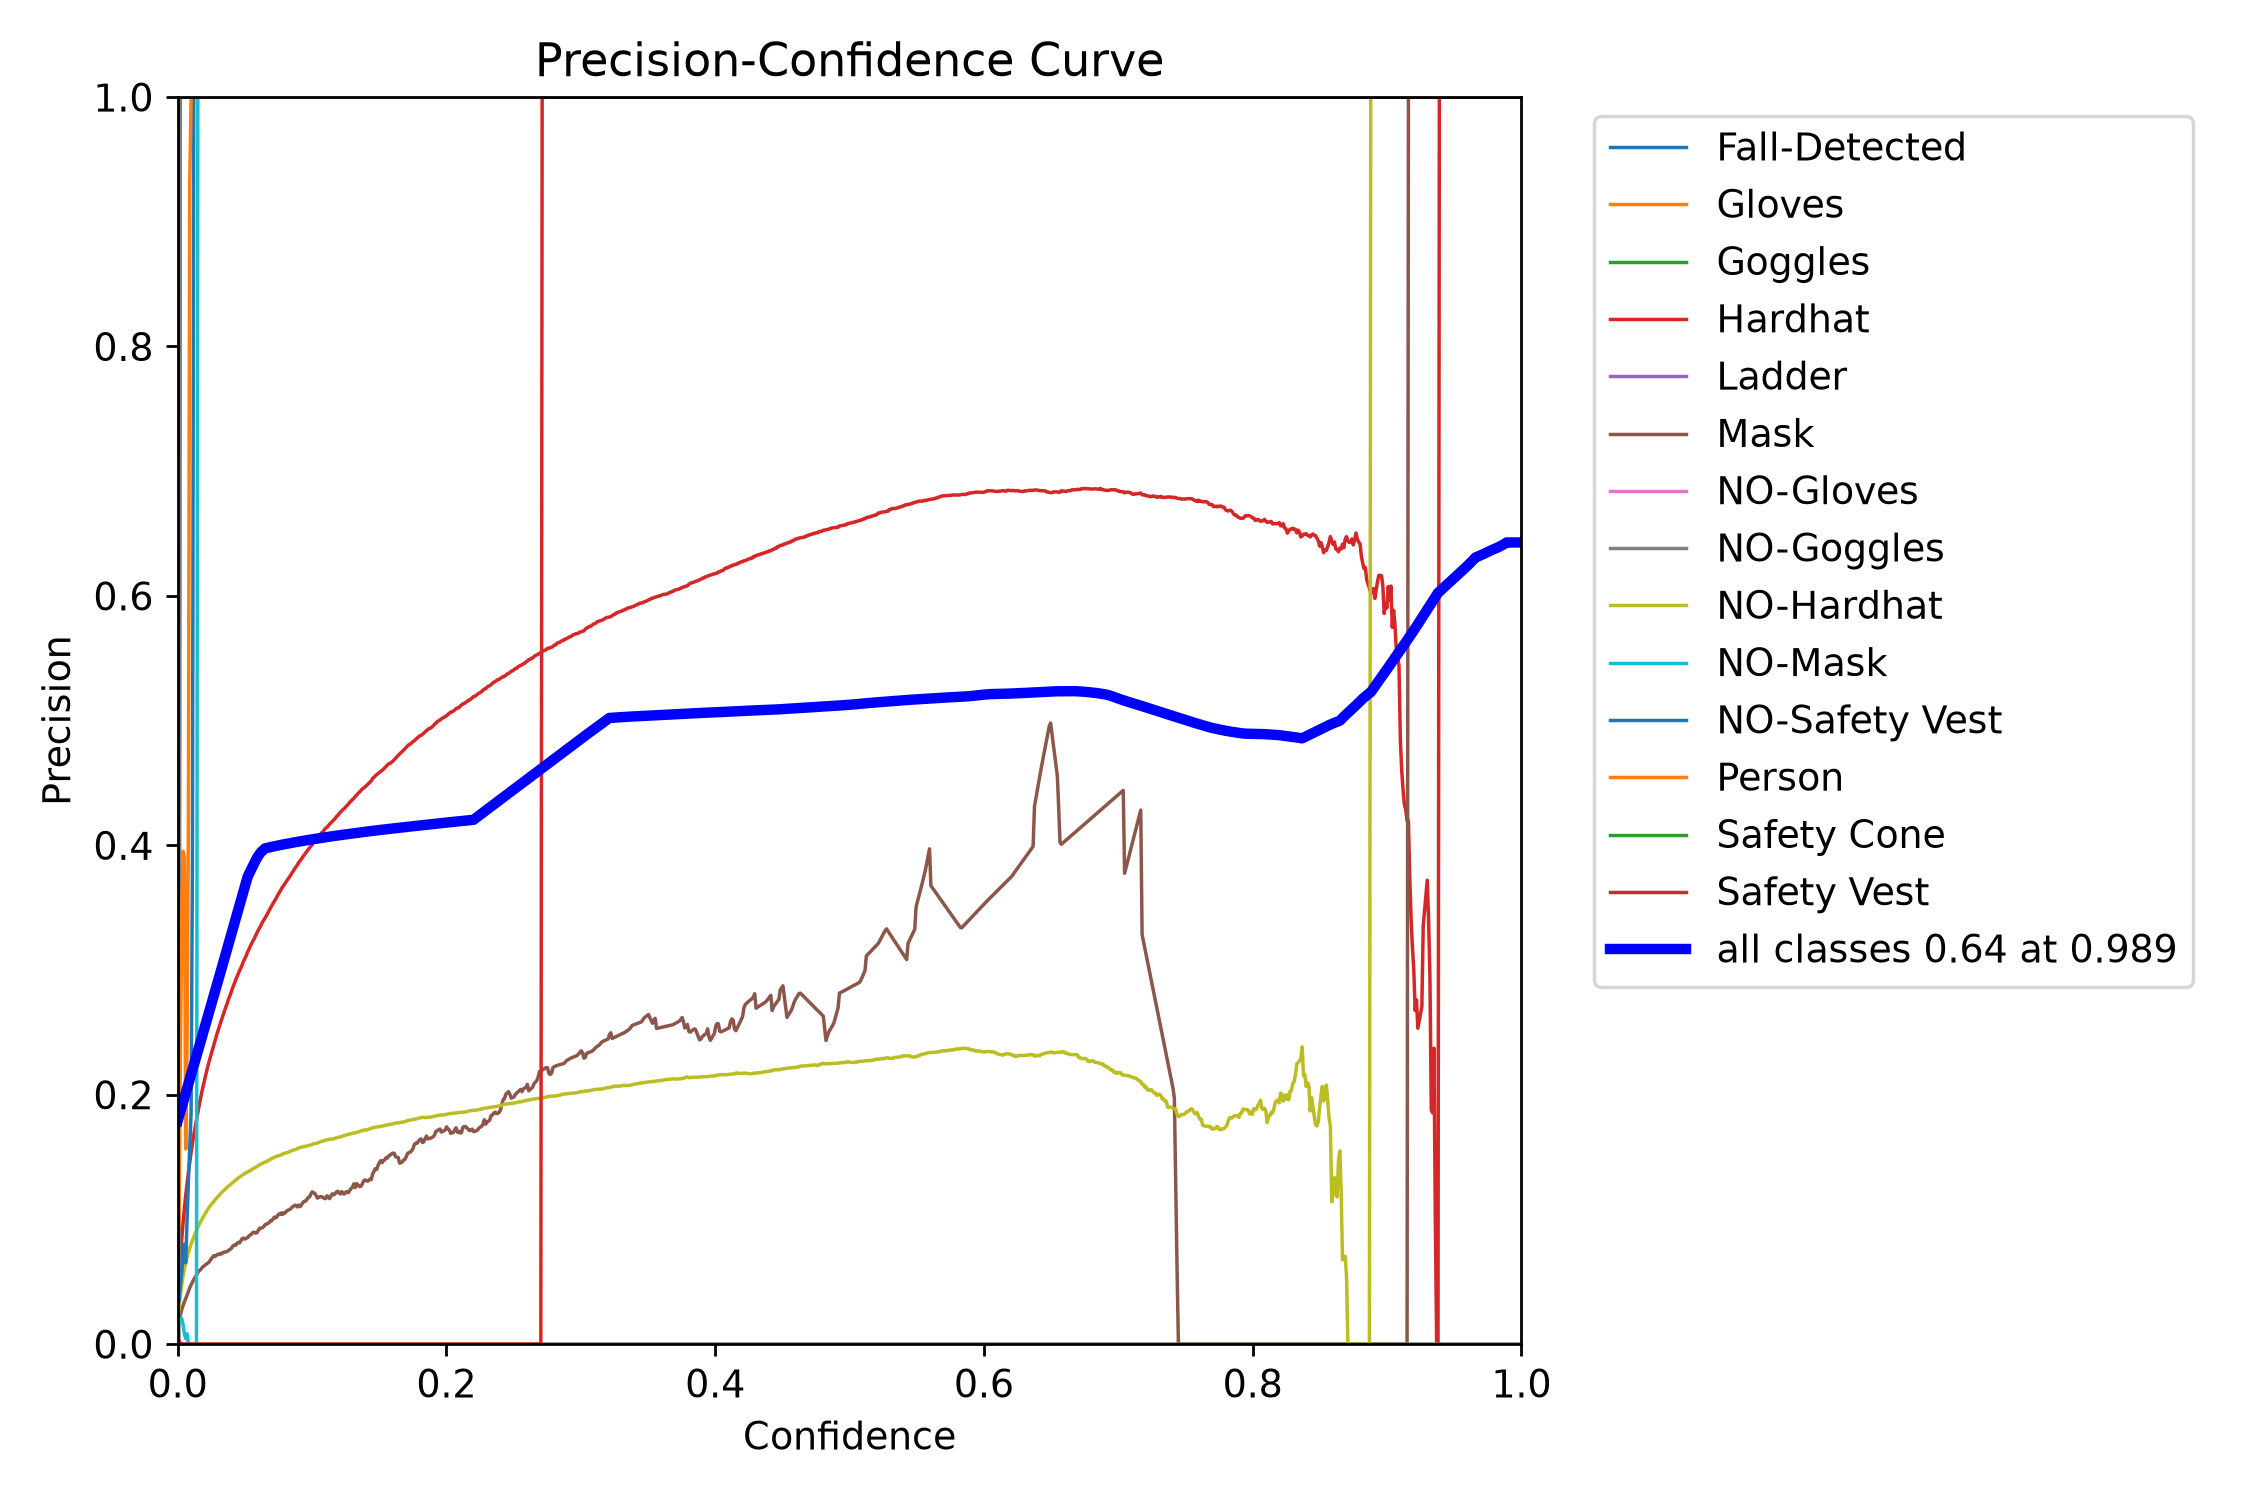 Precision-Confidence Curve
1.0
0.8
0.6
0.4
0.2
0.0
Precision
0.0 0.2 0.4 0.6 0.8 1.0
Confidence
Fall-Detected
Gloves
Goggles
Hardhat
Ladder
Mask
NO-Gloves
NO-Goggles
NO-Hardhat
NO-Mask
NO-Safety Vest
Person
Safety Cone
Safety Vest
all classes 0.64 at 0.989